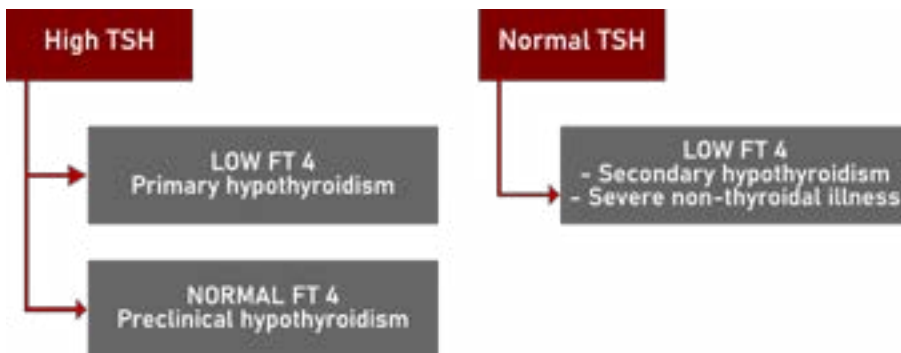 High TSH
LOW FT 4
Primary hypothyroidism
NORMAL FT 4
Preclinical hypothyroidism
Normal TSH
LOW FT 4
- Secondary hypothyroidism
- Severe non-thyroidal illness